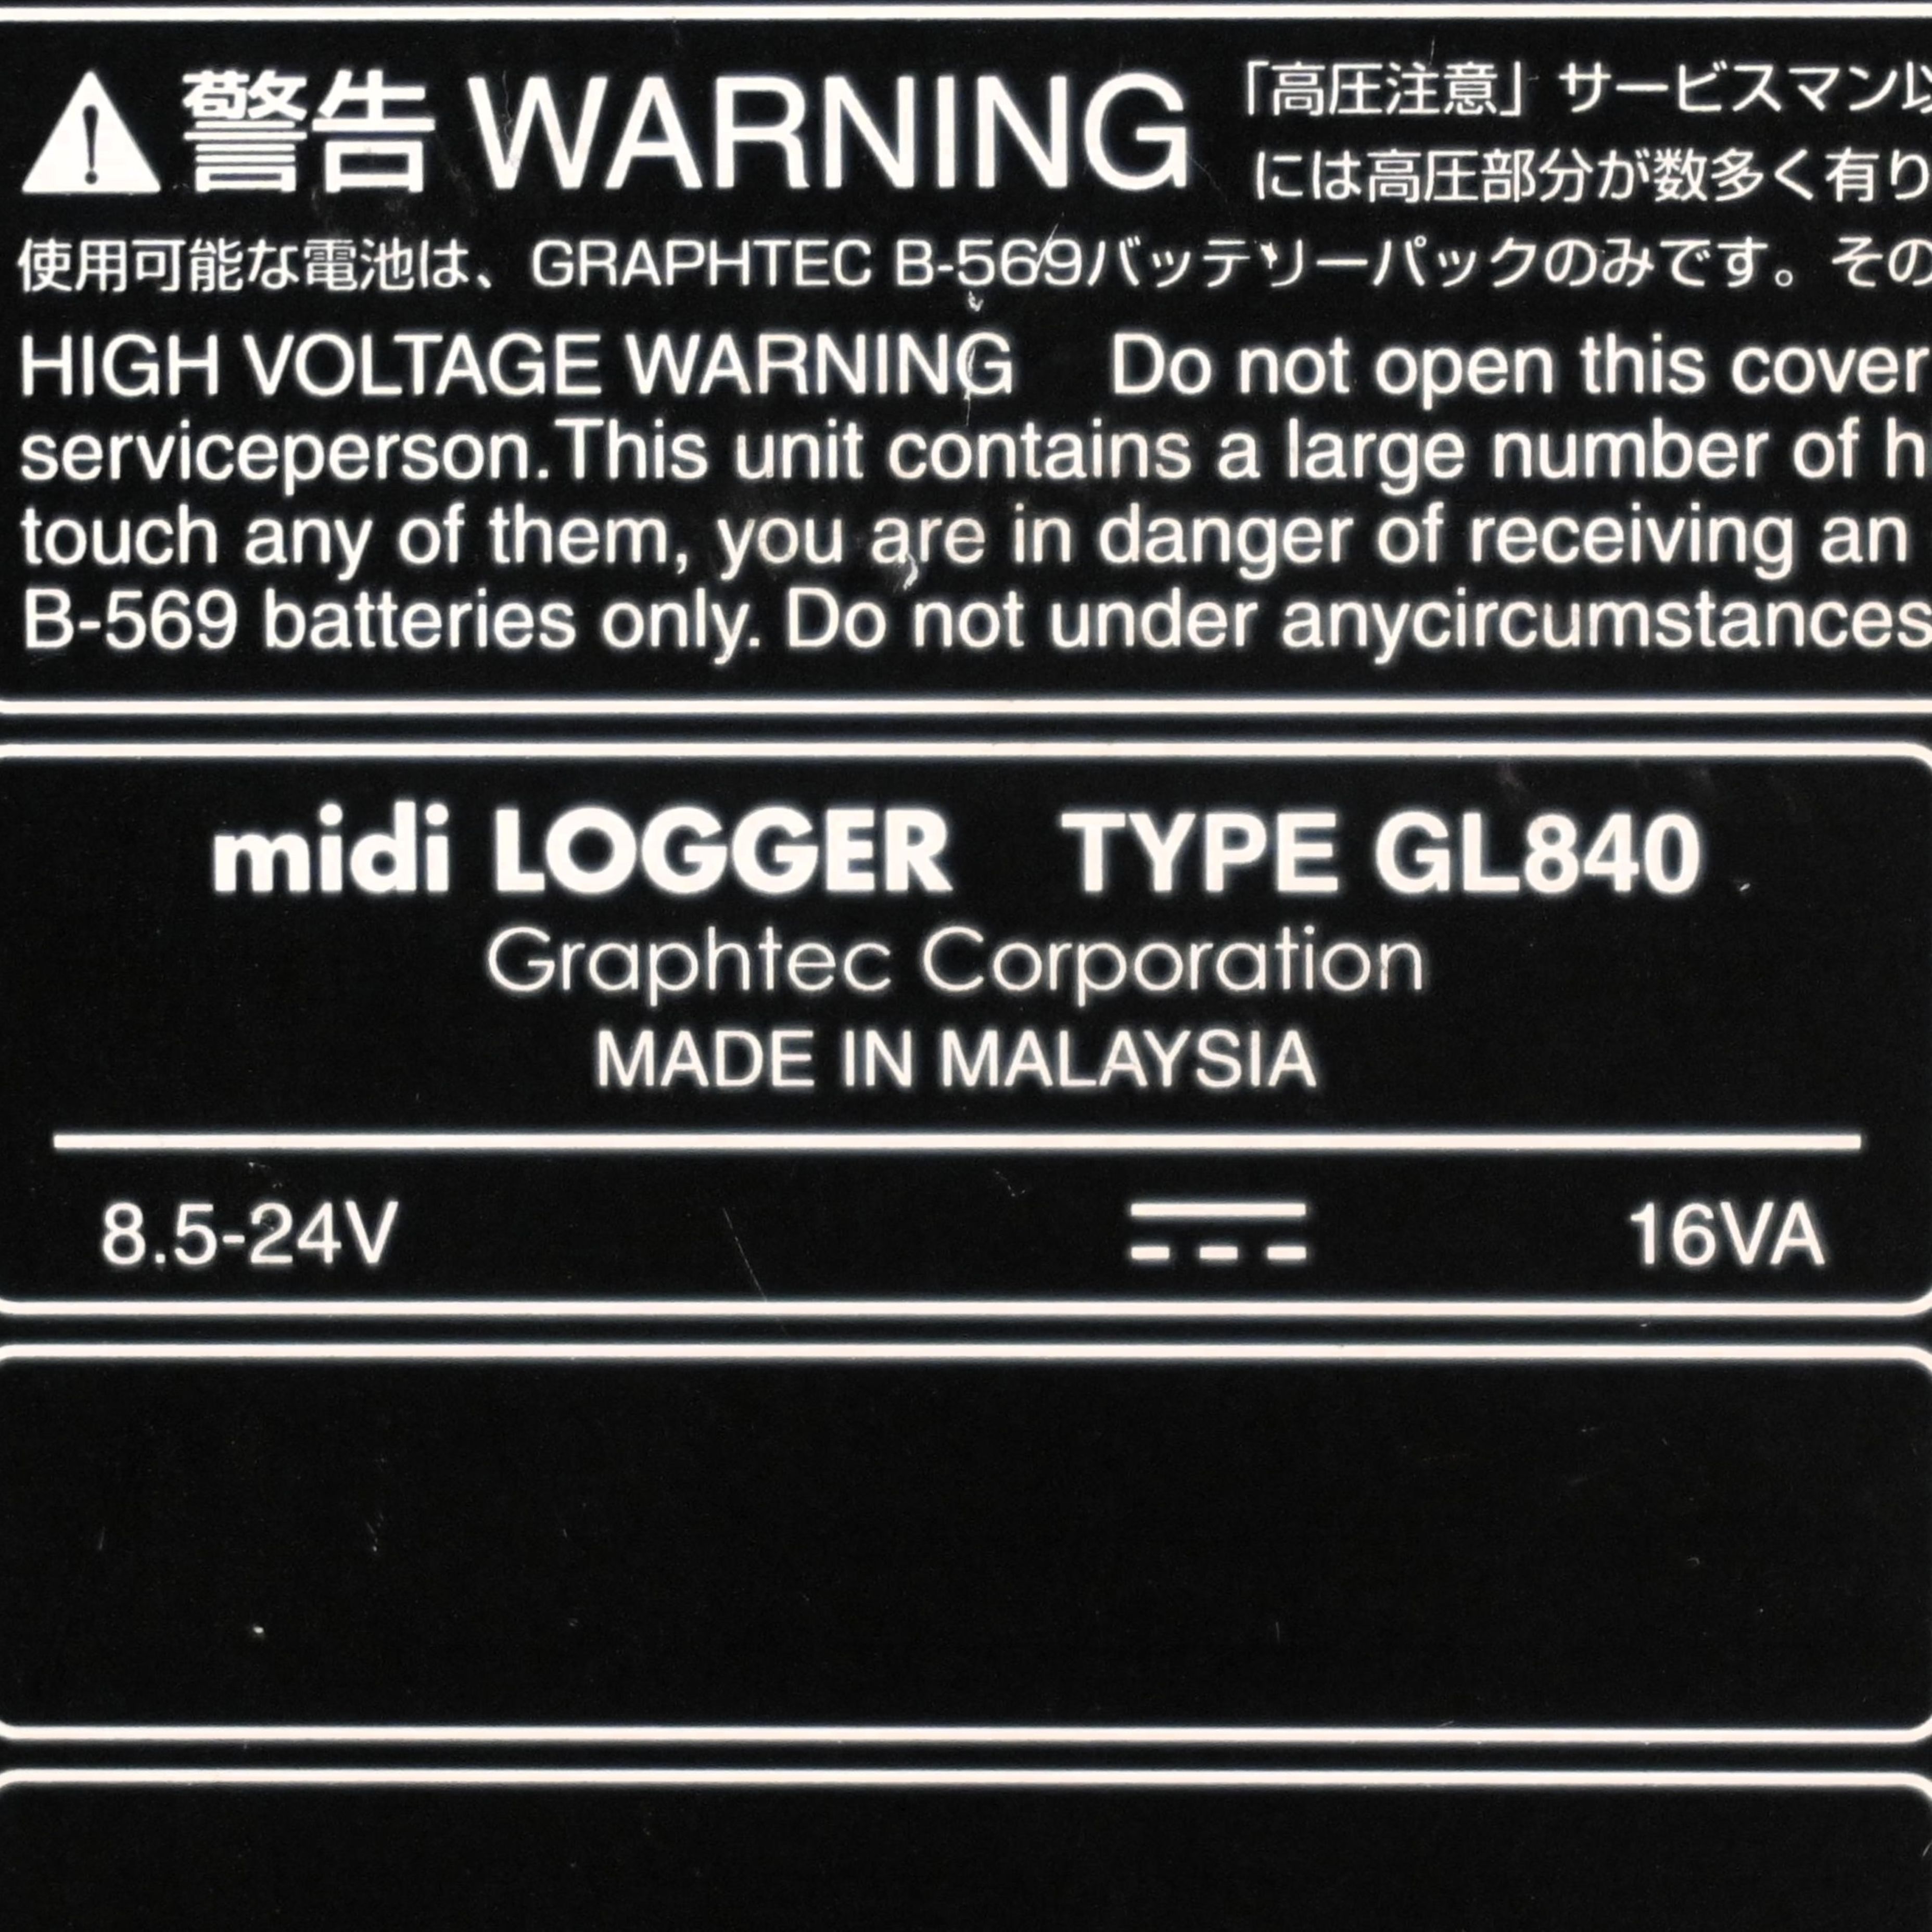 警告 WARNING 「高圧注意」サービスマン以
には高圧部分が数多く有り
使用可能な電池は、GRAPHTEC B-569バッテリーパックのみです。その
HIGH VOLTAGE WARNING Do not open this cover
serviceperson.This unit contains a large number of h
touch any of them, you are in danger of receiving an
B-569 batteries only. Do not under anycircumstances
midi LOGGER TYPE GL840
Graphtec Corporation
MADE IN MALAYSIA
8.5-24V 16VA